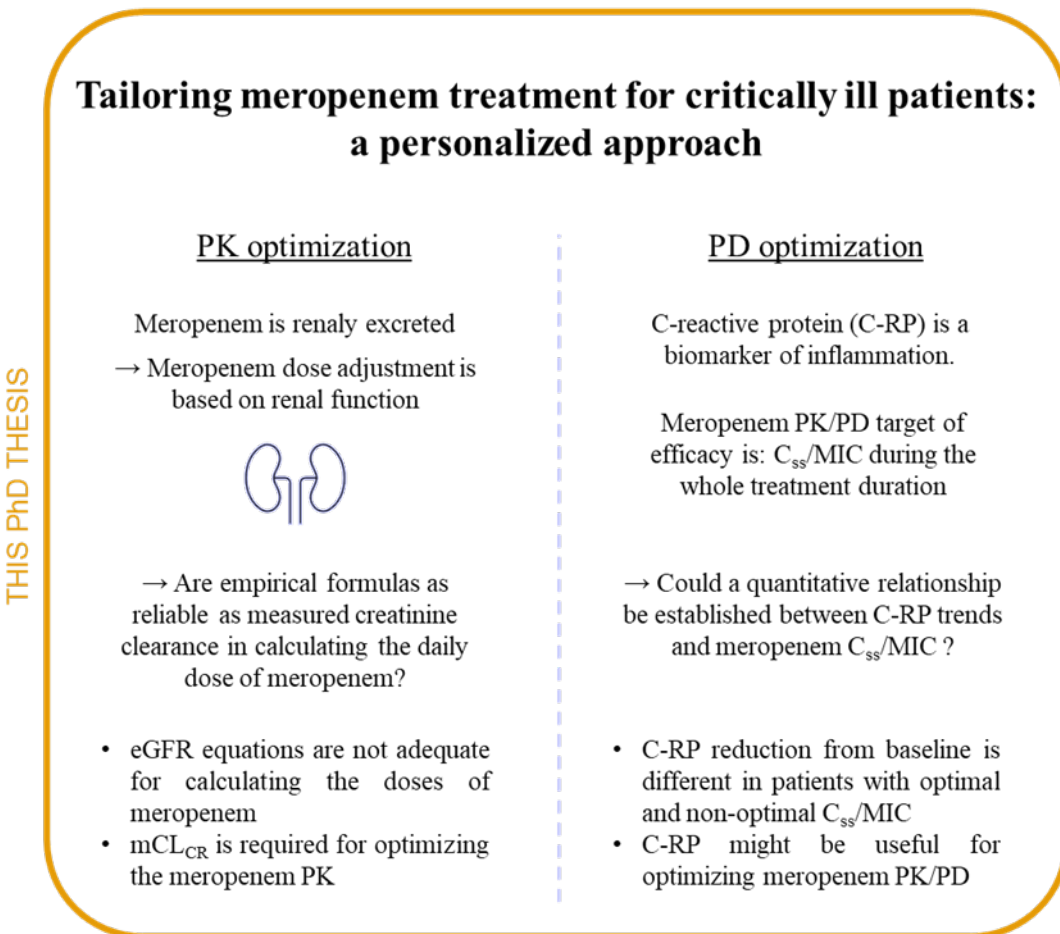 THIS PhD THESIS
Tailoring meropenem treatment for critically ill patients:
a personalized approach
PK optimization
Meropenem is renaly excreted
→ Meropenem dose adjustment is
based on renal function
→ Are empirical formulas as
reliable as measured creatinine
clearance in calculating the daily
dose of meropenem?
• eGFR equations are not adequate
for calculating the doses of
meropenem
• mCL_CR is required for optimizing
the meropenem PK
PD optimization
C-reactive protein (C-RP) is a
biomarker of inflammation.
Meropenem PK/PD target of
efficacy is: C_ss/MIC during the
whole treatment duration
→ Could a quantitative relationship
be established between C-RP trends
and meropenem C_ss/MIC ?
• C-RP reduction from baseline is
different in patients with optimal
and non-optimal C_ss/MIC
• C-RP might be useful for
optimizing meropenem PK/PD